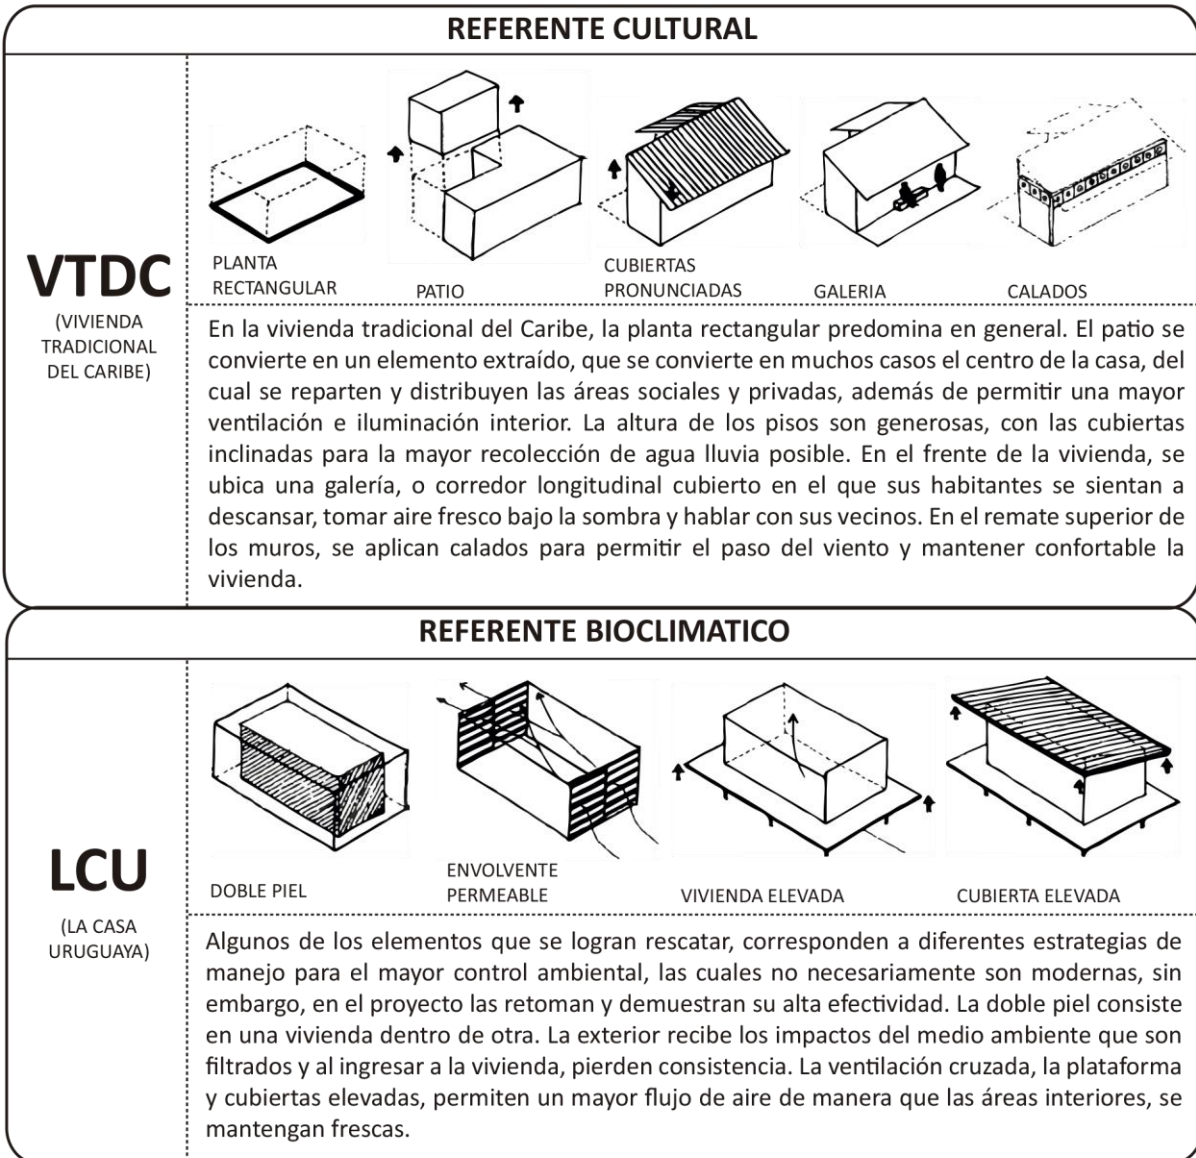 REFERENTE CULTURAL
VTDC
(VIVIENDA
TRADICIONAL
DEL CARIBE)
PLANTA
RECTANGULAR
PATIO
CUBIERTAS
PRONUNCIADAS
GALERIA
CALADOS
En la vivienda tradicional del Caribe, la planta rectangular predomina en general. El patio se
convierte en un elemento extraído, que se convierte en muchos casos el centro de la casa, del
cual se reparten y distribuyen las áreas sociales y privadas, además de permitir una mayor
ventilación e iluminación interior. La altura de los pisos son generosas, con las cubiertas
inclinadas para la mayor recolección de agua lluvia posible. En el frente de la vivienda, se
ubica una galería, o corredor longitudinal cubierto en el que sus habitantes se sientan a
descansar, tomar aire fresco bajo la sombra y hablar con sus vecinos. En el remate superior de
los muros, se aplican calados para permitir el paso del viento y mantener confortable la
vivienda.
REFERENTE BIOCLIMATICO
LCU
(LA CASA
URUGUAYA)
DOBLE PIEL
ENVOLVENTE
PERMEABLE
VIVIENDA ELEVADA
CUBIERTA ELEVADA
Algunos de los elementos que se logran rescatar, corresponden a diferentes estrategias de
manejo para el mayor control ambiental, las cuales no necesariamente son modernas, sin
embargo, en el proyecto las retoman y demuestran su alta efectividad. La doble piel consiste
en una vivienda dentro de otra. La exterior recibe los impactos del medio ambiente que son
filtrados y al ingresar a la vivienda, pierden consistencia. La ventilación cruzada, la plataforma
y cubiertas elevadas, permiten un mayor flujo de aire de manera que las áreas interiores, se
mantengan frescas.